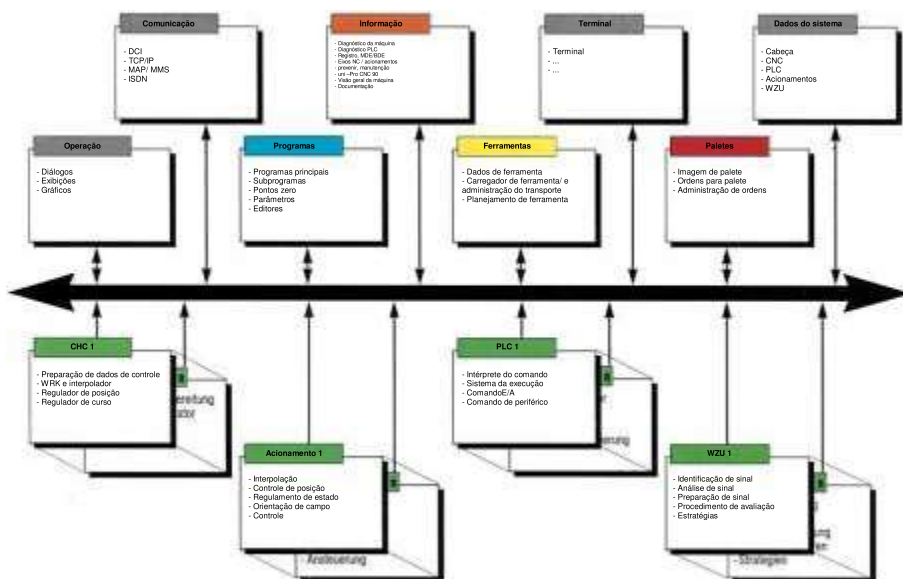 Comunicação
- DCI
- TCP/IP
- MAP/ MMS
- ISDN
Informação
- Diagnóstico da máquina
- Diagnóstico PLC
- Registro, MDE/BDE
- Eixos NC / acionamentos
- prevenir, manutenção
- uni –Pro CNC 90
- Visão geral da máquina
- Documentação
Terminal
- Terminal
- ...
- ...
Dados do sistema
- Cabeça
- CNC
- PLC
- Acionamentos
- WZU
Operação
- Diálogos
- Exibições
- Gráficos
Programas
- Programas principais
- Subprogramas
- Pontos zero
- Parâmetros
- Editores
Ferramentas
- Dados de ferramenta
- Carregador de ferramenta/ e
administração do transporte
- Planejamento de ferramenta
Paletes
- Imagem de palete
- Ordens para palete
- Administração de ordens
CHC 1
- Preparação de dados de controle
- WRK e interpolador
- Regulador de posição
- Regulador de curso
ereitung
ador
PLC 1
- Intérprete do comando
- Sistema da execução
- ComandoE/A
- Comando de periférico
erung
Acionamento 1
- Interpolação
- Controle de posição
- Regulamento de estado
- Orientação de campo
- Controle
- Ansteuerung
WZU 1
- Identificação de sinal
- Análise de sinal
- Preparação de sinal
- Procedimento de avaliação
- Estratégias
ng
en
- Strategien